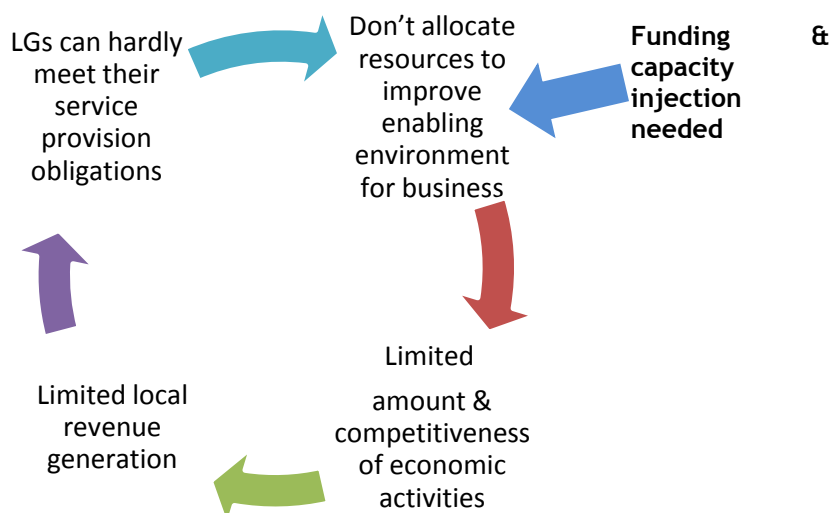 LGs can hardly
meet their
service
provision
obligations
Don’t allocate
resources to
improve
enabling
environment
for business
Funding &
capacity
injection
needed
Limited
amount &
competitiveness
of economic
activities
Limited local
revenue
generation